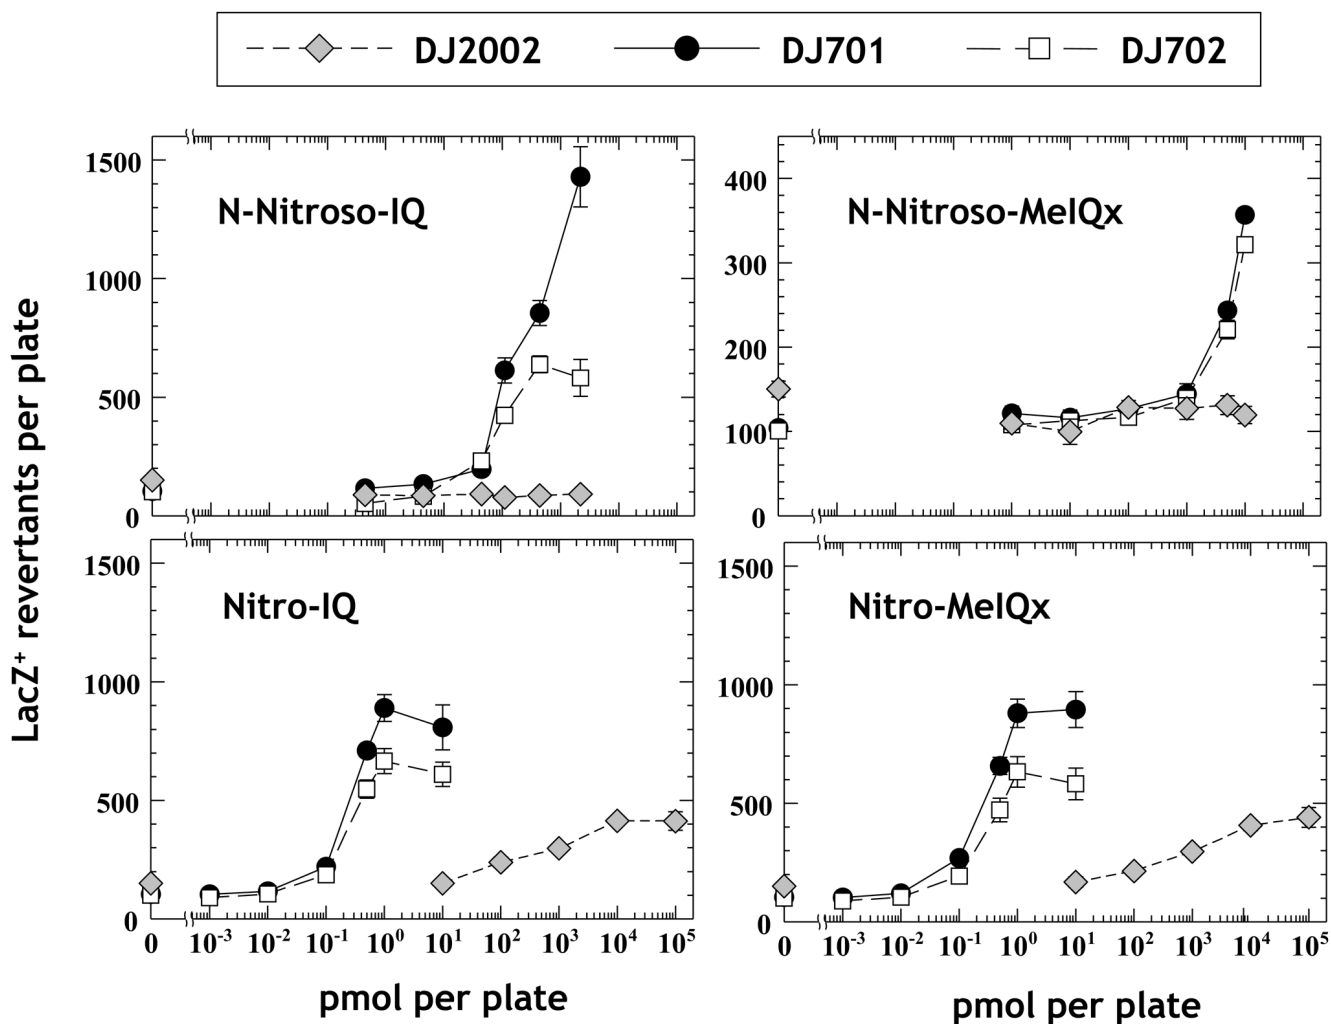 DJ2002 DJ701 DJ702
LacZ⁺ revertants per plate
N-Nitroso-IQ
1500
1000
500
0
N-Nitroso-MeIQx
400
300
200
100
0
Nitro-IQ
1500
1000
500
0
0 10⁻³ 10⁻² 10⁻¹ 10⁰ 10¹ 10² 10³ 10⁴ 10⁵
pmol per plate
Nitro-MeIQx
1500
1000
500
0
0 10⁻³ 10⁻² 10⁻¹ 10⁰ 10¹ 10² 10³ 10⁴ 10⁵
pmol per plate